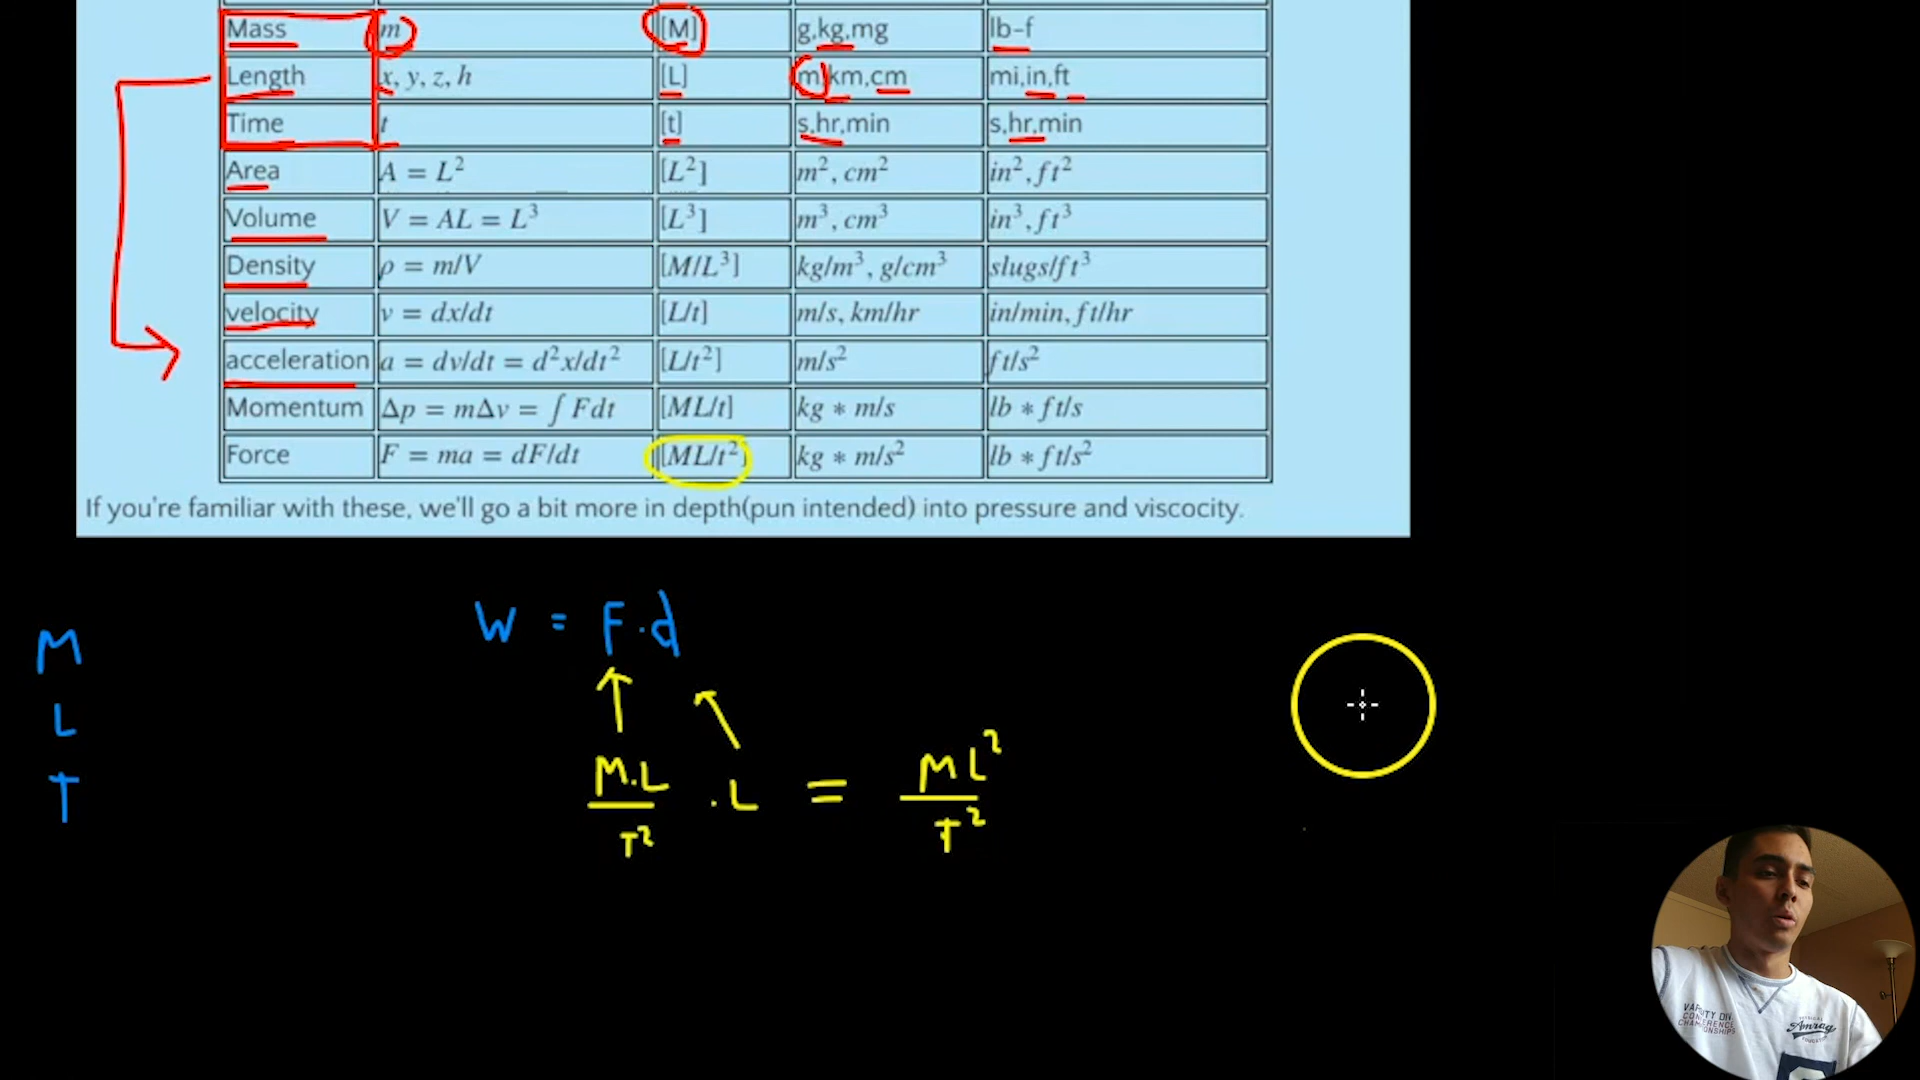 Mass m [M] g,kg,mg lb-f
Length x, y, z, h [L] m,km,cm mi,in,ft
Time t [t] s,hr,min s,hr,min
Area A = L² [L²] m², cm² in², ft²
Volume V = AL = L³ [L³] m³, cm³ in³, ft³
Density ρ = m/V [M/L³] kg/m³, g/cm³ slugs/ft³
velocity v = dx/dt [L/t] m/s, km/hr in/min, ft/hr
acceleration a = dv/dt = d²x/dt² [L/t²] m/s² ft/s²
Momentum Δp = mΔv = ∫ Fdt [ML/t] kg * m/s lb * ft/s
Force F = ma = dF/dt [ML/t²] kg * m/s² lb * ft/s²
If you're familiar with these, we'll go a bit more in depth(pun intended) into pressure and viscocity.
W = F.d
M
L
T
M.L/T² . L = ML²/T²
VARSITY DIV
CONFERENCE
CHAMPIONSHIPS
Amrag